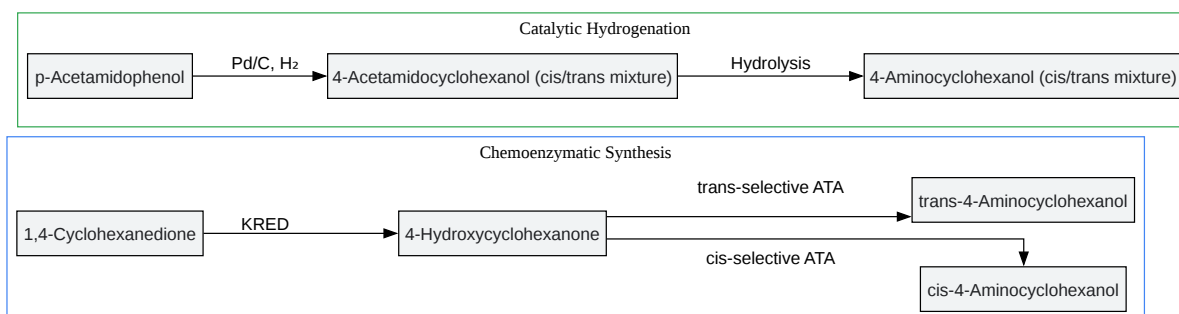 Catalytic Hydrogenation
p-Acetamidophenol
Pd/C, H₂
4-Acetamidocyclohexanol (cis/trans mixture)
Hydrolysis
4-Aminocyclohexanol (cis/trans mixture)
Chemoenzymatic Synthesis
1,4-Cyclohexanedione
KRED
4-Hydroxycyclohexanone
trans-selective ATA
trans-4-Aminocyclohexanol
cis-selective ATA
cis-4-Aminocyclohexanol